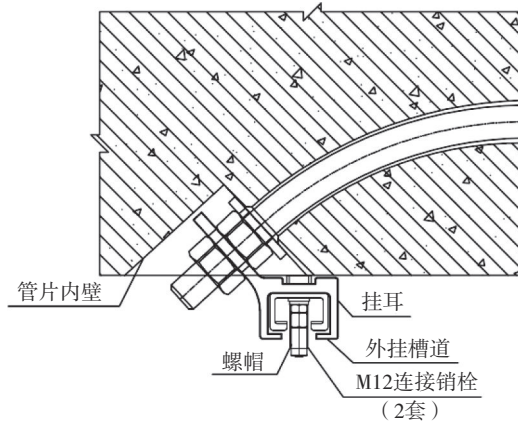 管片内壁
挂耳
外挂槽道
螺帽
M12连接销栓
（2套）